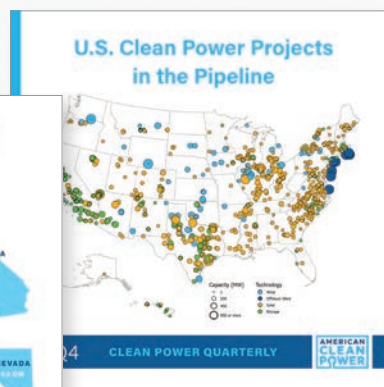 U.S. Clean Power Projects
in the Pipeline
Capacity (MW)
Technology
Wind
Offshore Wind
Solar
Storage
Q4
CLEAN POWER QUARTERLY
AMERICAN
CLEAN
POWER